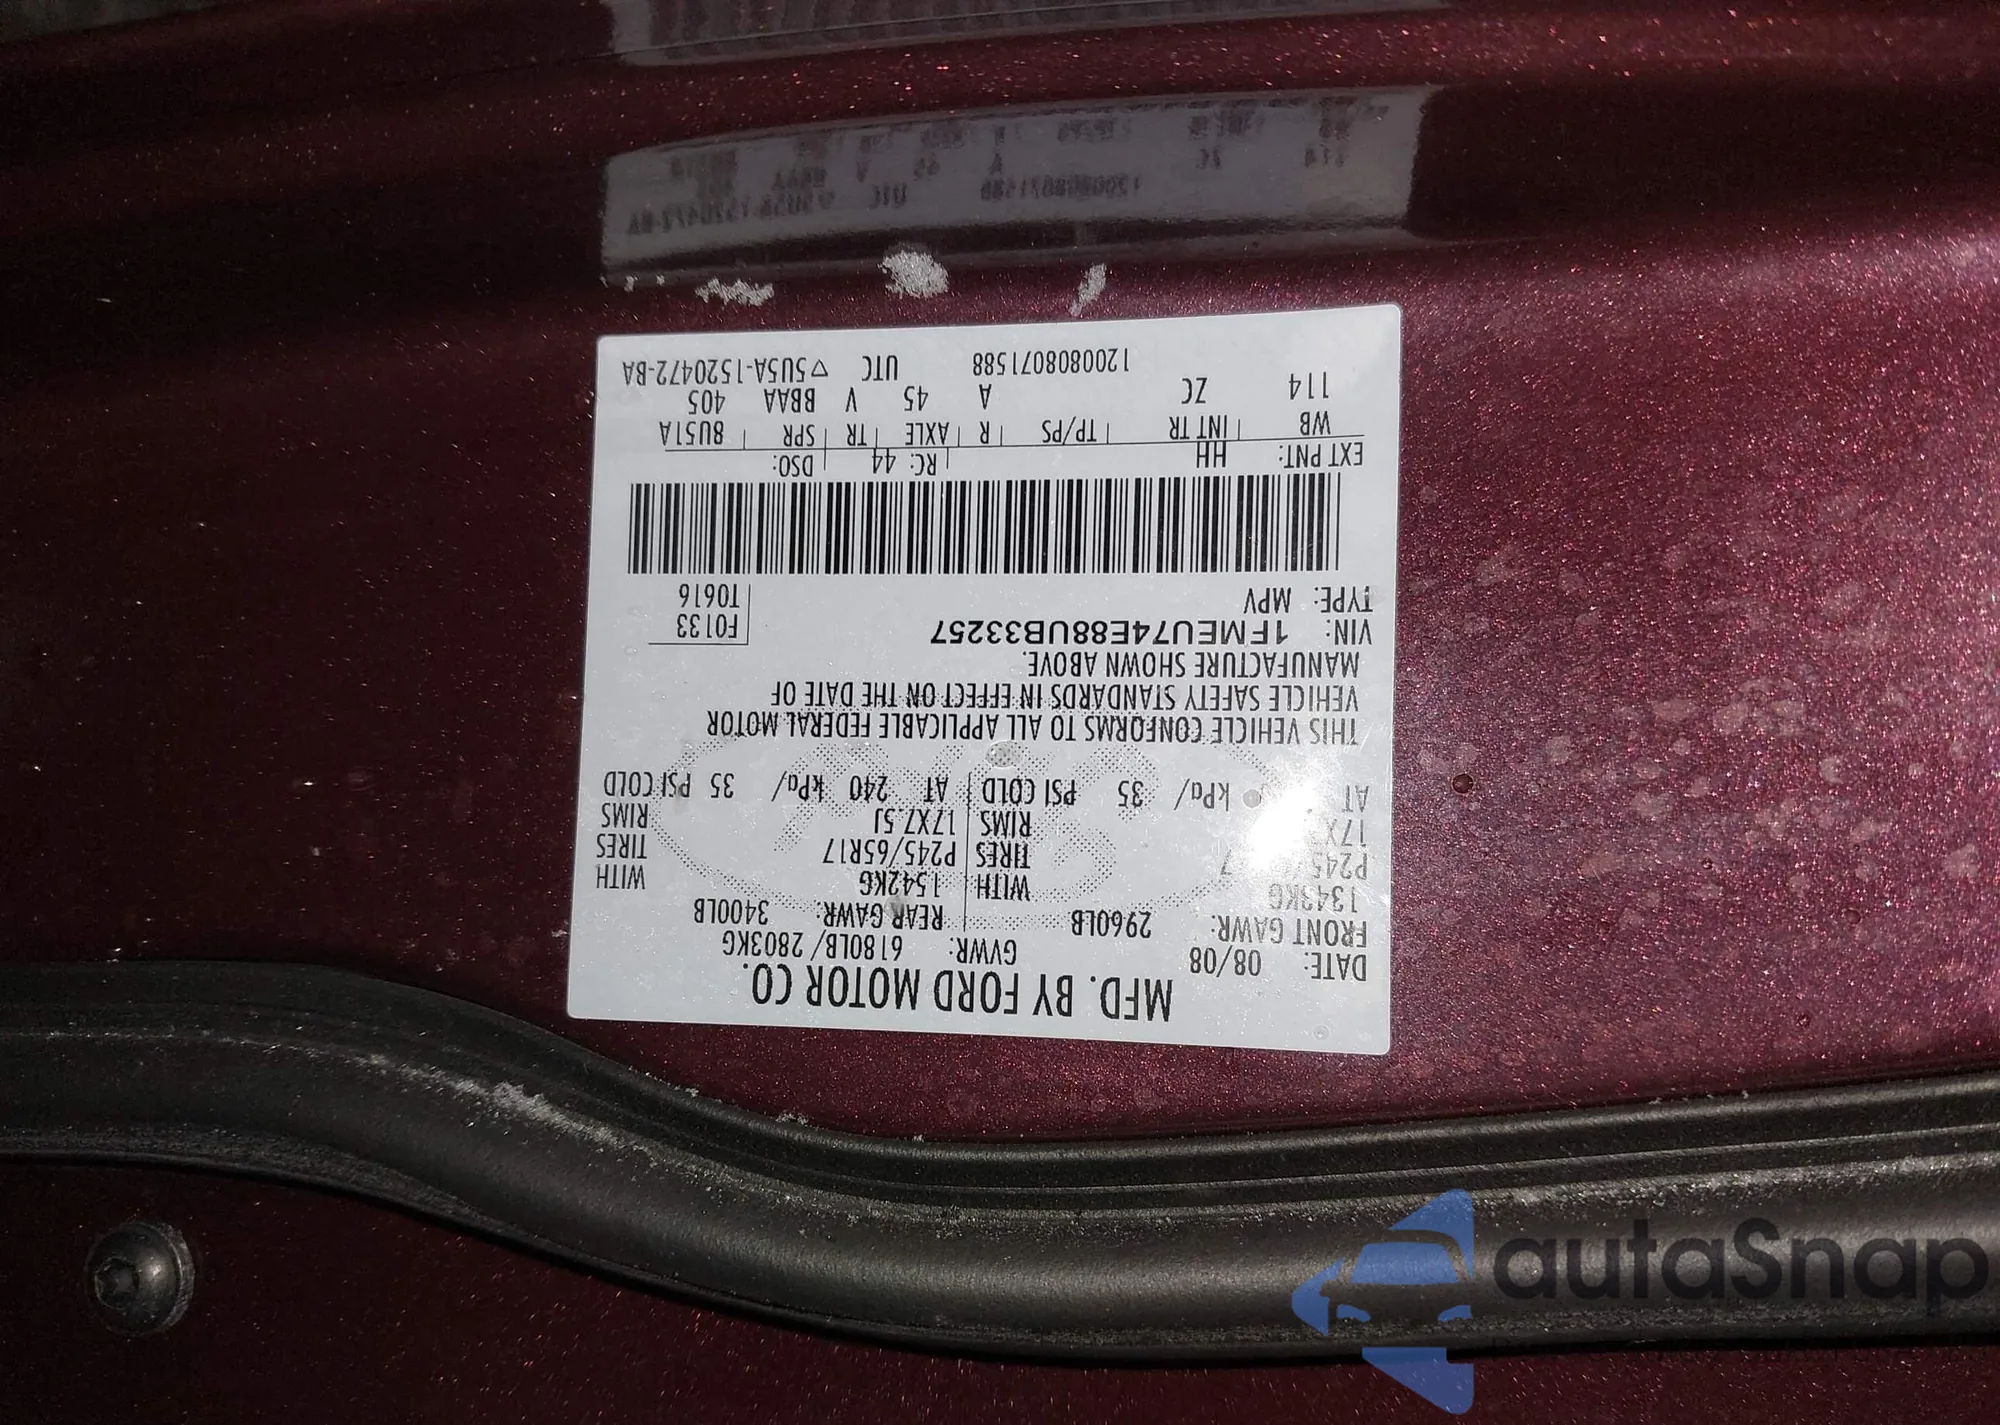 MFD. BY FORD MOTOR CO.
DATE: 08/08 GVWR: 6180LB/ 2803KG
FRONT GAWR: 2960LB REAR GAWR: 3400LB
1343KG WITH 1542KG WITH
TIRES P245/65R17 TIRES
RIMS 17X7.5J RIMS
AT kPa/ 35 PSI COLD AT 240 kPa/ 35 PSI COLD
THIS VEHICLE CONFORMS TO ALL APPLICABLE FEDERAL MOTOR
VEHICLE SAFETY STANDARDS IN EFFECT ON THE DATE OF
MANUFACTURE SHOWN ABOVE.
VIN: 1FMEU74E88UB33257 F0133
TYPE: MPV T0616
EXT PNT: HH RC: 44 DSO:
WB INT TR TP/PS R AXLE TR SPR 8U51A
114 ZC A 45 V BBAA 405
1200808071588 UTC ▽5U5A-1520472-BA
autaSnap